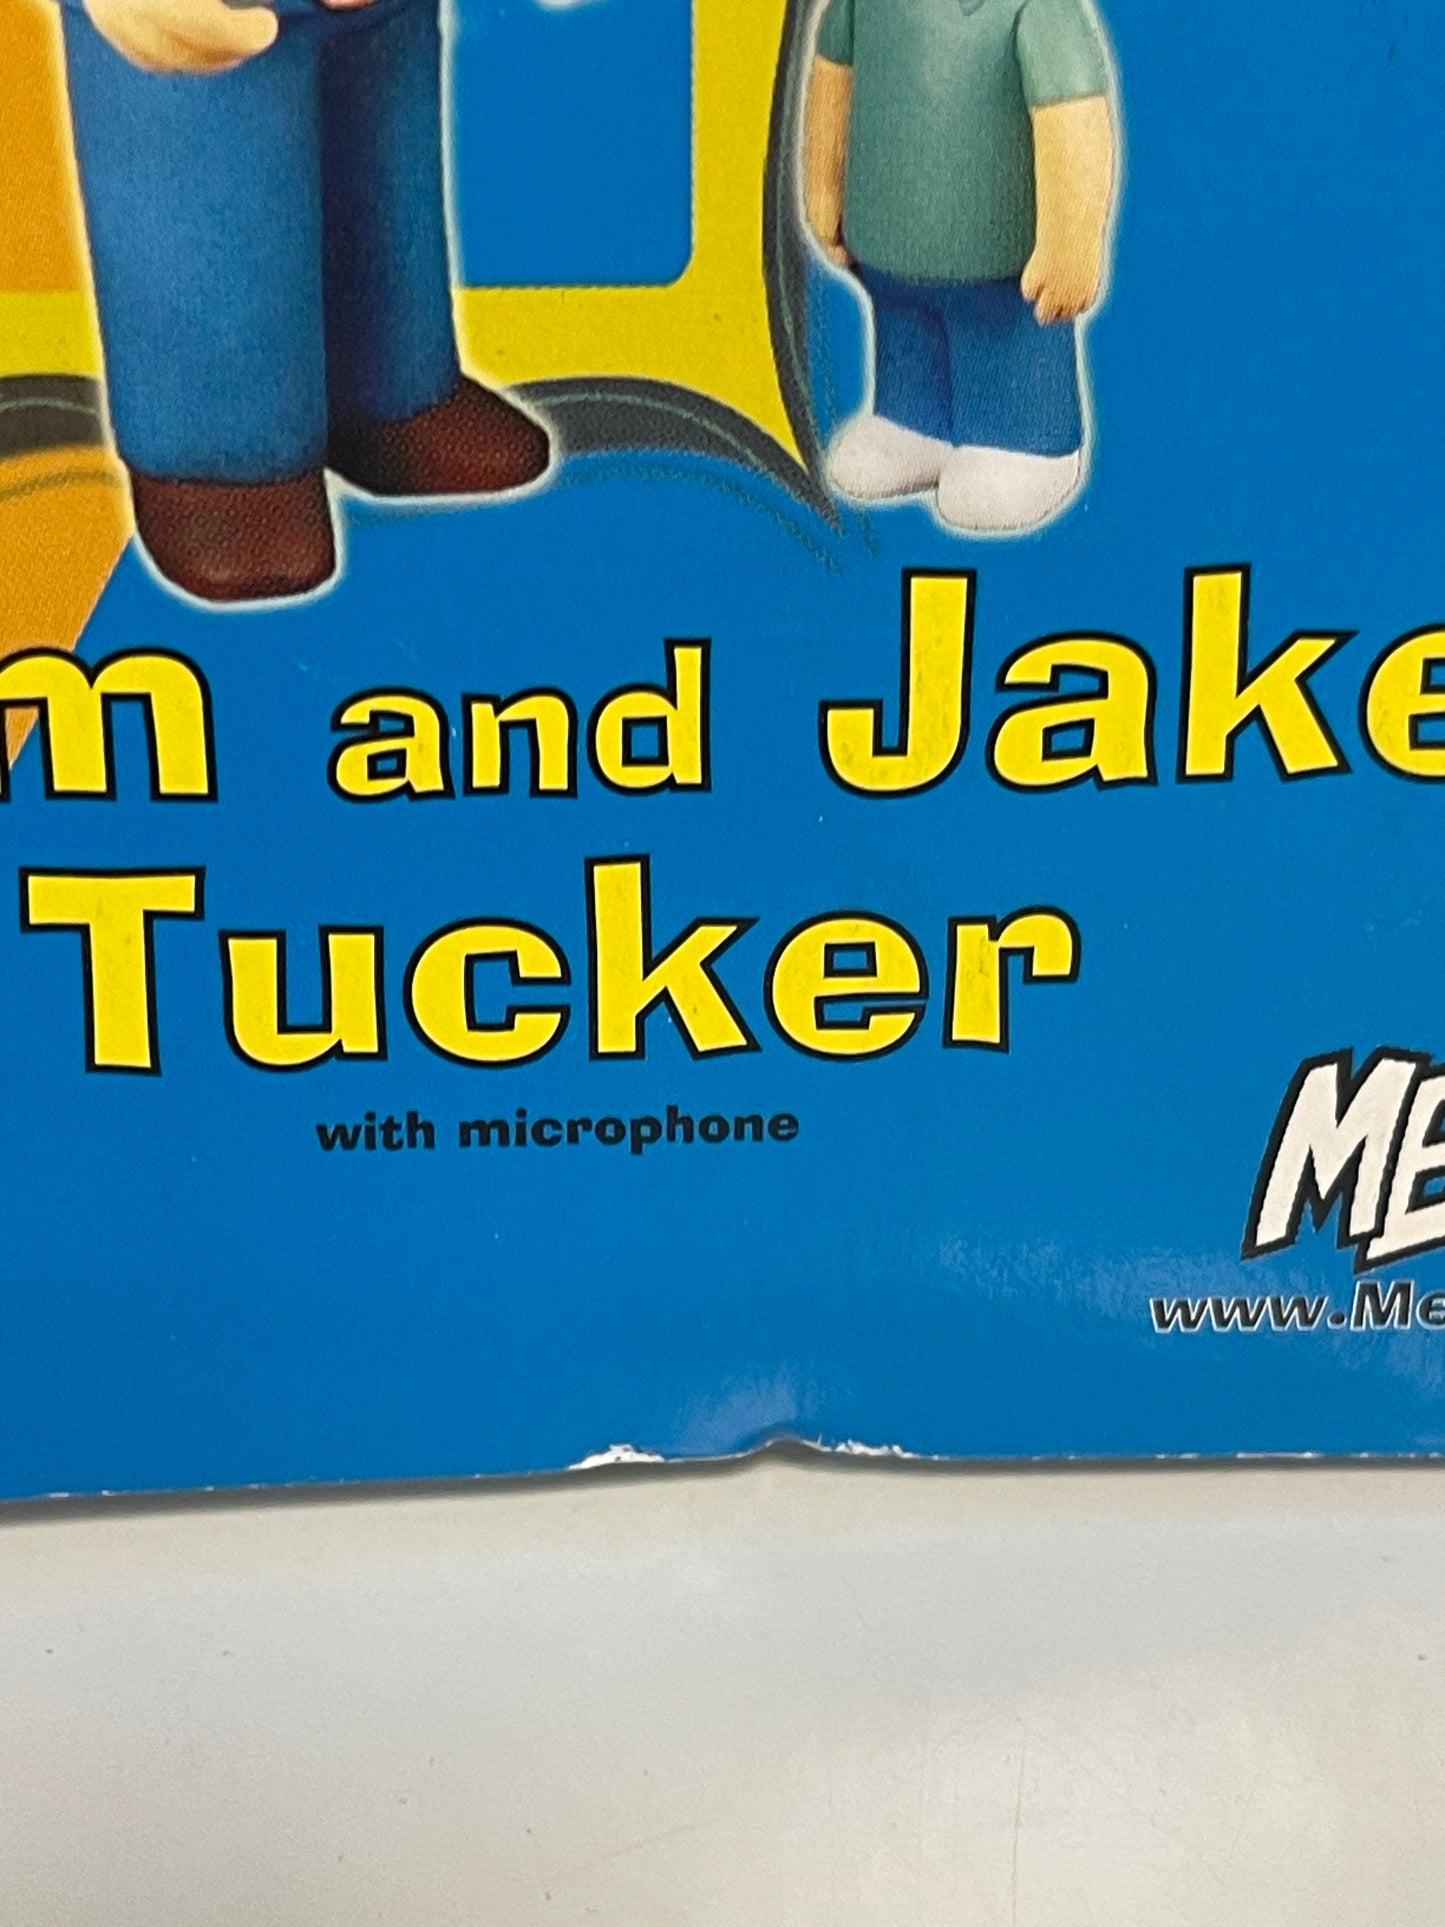 m and Jake
Tucker
with microphone
ME
www.Me